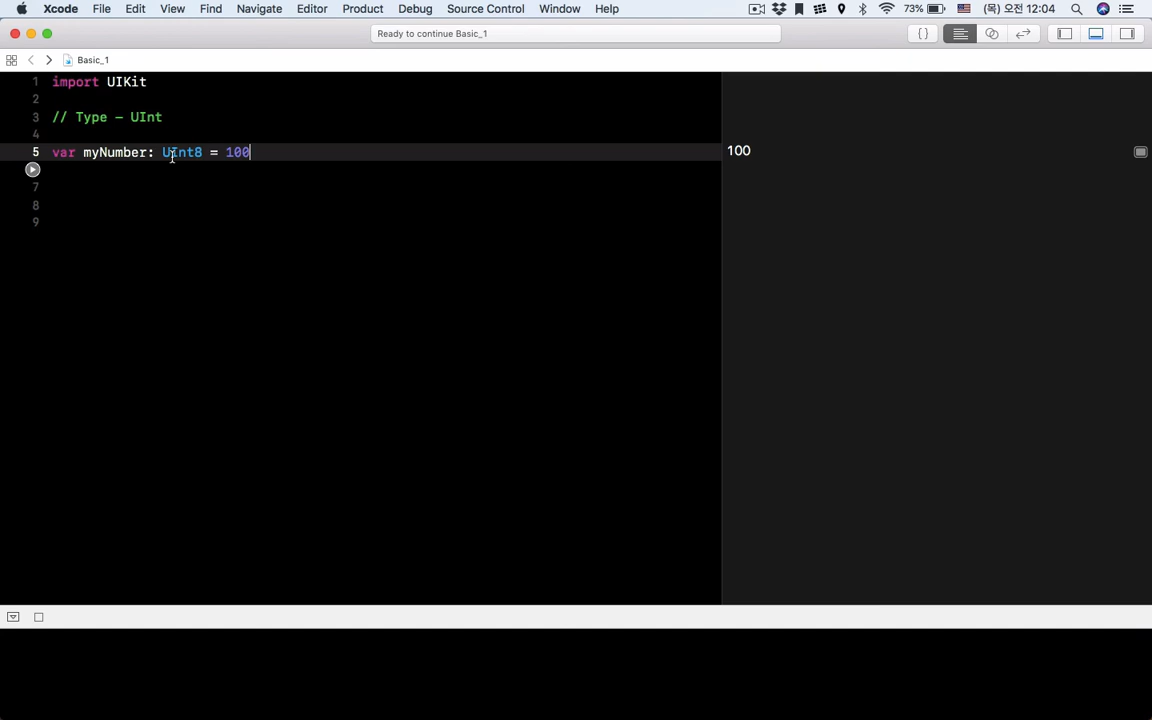 Xcode File Edit View Find Navigate Editor Product Debug Source Control Window Help 73% (목) 오전 12:04
Ready to continue Basic_1
{ }
Basic_1
1 import UIKit
2
3 // Type – UInt
4
5 var myNumber: UInt8 = 100 100
7
8
9